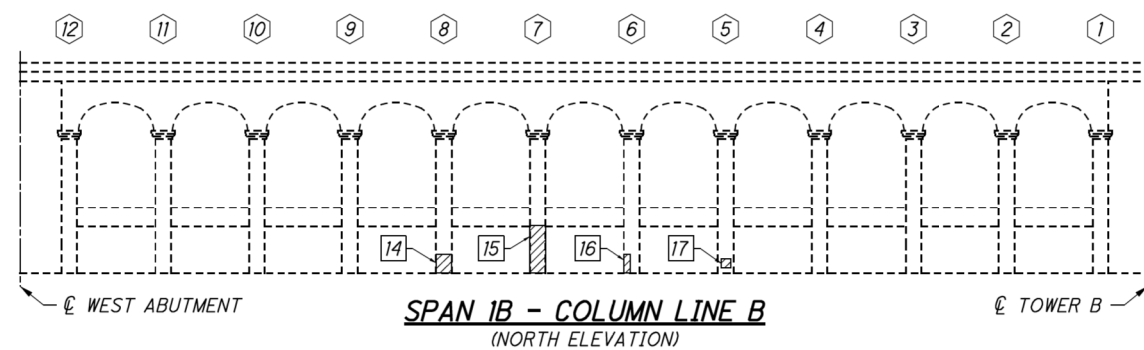 12 11 10 9 8 7 6 5 4 3 2 1
14 15 16 17
℄ WEST ABUTMENT
℄ TOWER B
SPAN 1B - COLUMN LINE B
(NORTH ELEVATION)